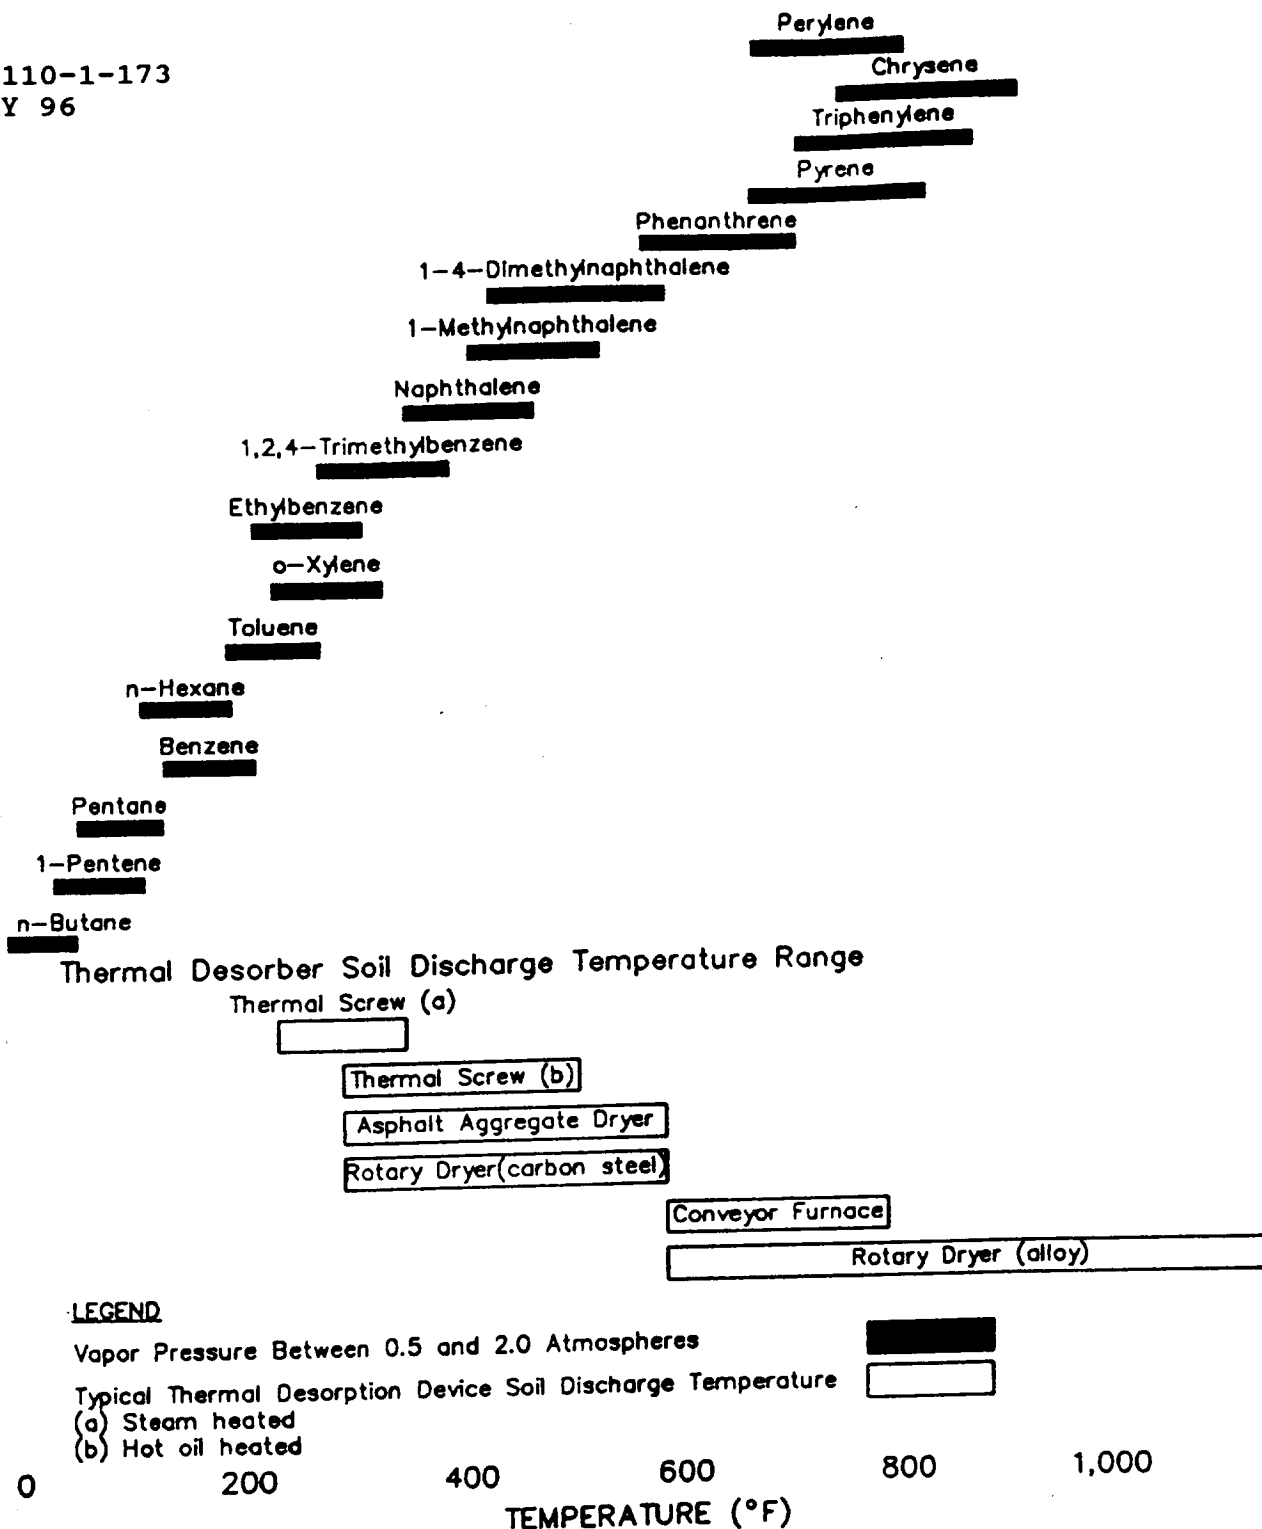 Perylene
110-1-173
Y 96
Chrysene
Triphenylene
Pyrene
Phenanthrene
1-4-Dimethylnaphthalene
1-Methylnaphthalene
Naphthalene
1,2,4-Trimethylbenzene
Ethylbenzene
o-Xylene
Toluene
n-Hexane
Benzene
Pentane
1-Pentene
n-Butane
Thermal Desorber Soil Discharge Temperature Range
Thermal Screw (a)
Thermal Screw (b)
Asphalt Aggregate Dryer
Rotary Dryer(carbon steel)
Conveyor Furnace
Rotary Dryer (alloy)
LEGEND
Vapor Pressure Between 0.5 and 2.0 Atmospheres
Typical Thermal Desorption Device Soil Discharge Temperature
(a) Steam heated
(b) Hot oil heated
0 200 400 600 800 1,000
TEMPERATURE (°F)